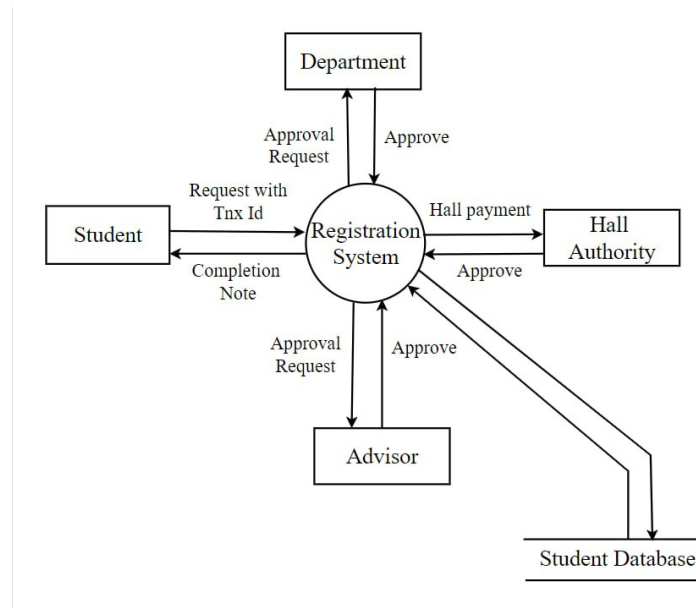 Department
Approval
Request
Approve
Request with
Tnx Id
Student
Completion
Note
Registration
System
Hall payment
Approve
Hall
Authority
Approval
Request
Approve
Advisor
Student Database